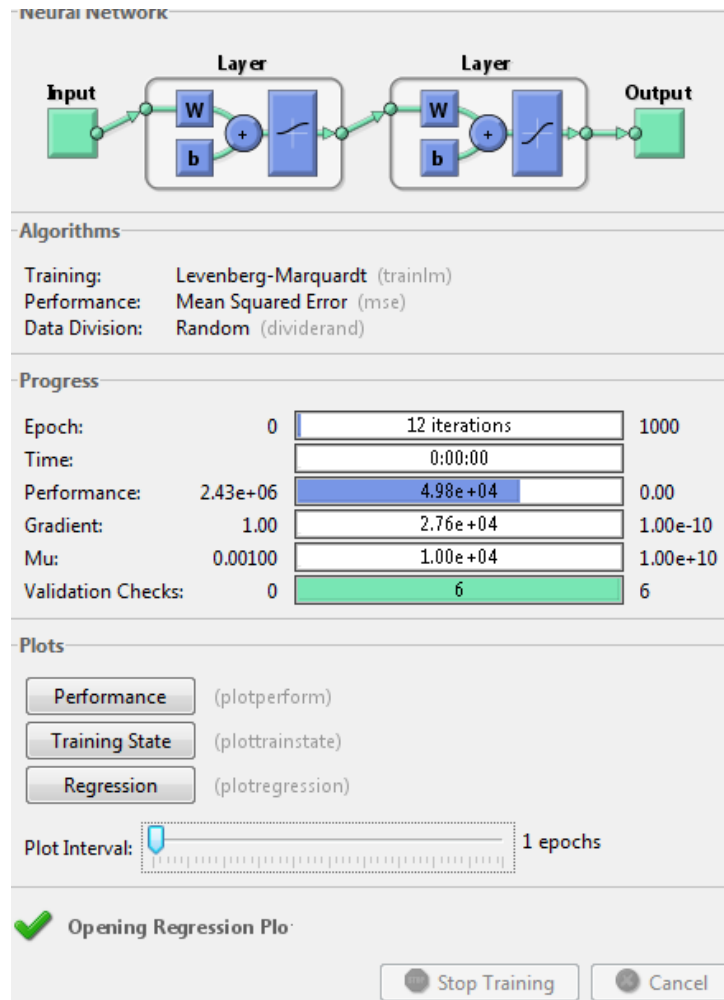 Neural Network
Layer Layer
Input Output
W W
+ +
b b
Algorithms
Training: Levenberg-Marquardt (trainlm)
Performance: Mean Squared Error (mse)
Data Division: Random (dividerand)
Progress
Epoch: 0 12 iterations 1000
Time: 0:00:00
Performance: 2.43e+06 4.98e+04 0.00
Gradient: 1.00 2.76e+04 1.00e-10
Mu: 0.00100 1.00e+04 1.00e+10
Validation Checks: 0 6 6
Plots
Performance (plotperform)
Training State (plottrainstate)
Regression (plotregression)
Plot Interval: 1 epochs
Opening Regression Plo
Stop Training Cancel